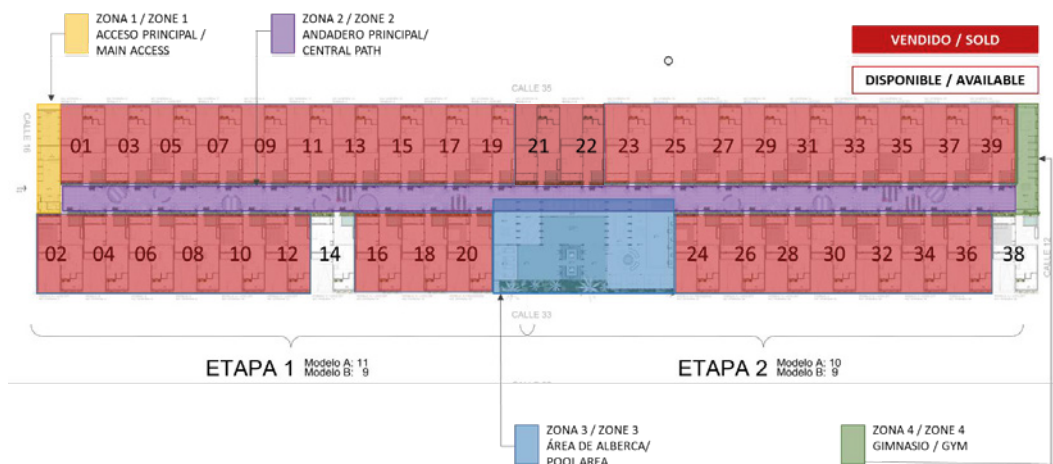 ZONA 1 / ZONE 1
ACCESO PRINCIPAL /
MAIN ACCESS
ZONA 2 / ZONE 2
ANDADERO PRINCIPAL/
CENTRAL PATH
VENDIDO / SOLD
DISPONIBLE / AVAILABLE
CALLE 35
CALLE 16
01 03 05 07 09 11 13 15 17 19 21 22 23 25 27 29 31 33 35 37 39
02 04 06 08 10 12 14 16 18 20 24 26 28 30 32 34 36 38
CALLE 12
CALLE 33
ETAPA 1 Modelo A: 11
Modelo B: 9
ETAPA 2 Modelo A: 10
Modelo B: 9
ZONA 3 / ZONE 3
ÁREA DE ALBERCA/
POOL AREA
ZONA 4 / ZONE 4
GIMNASIO / GYM